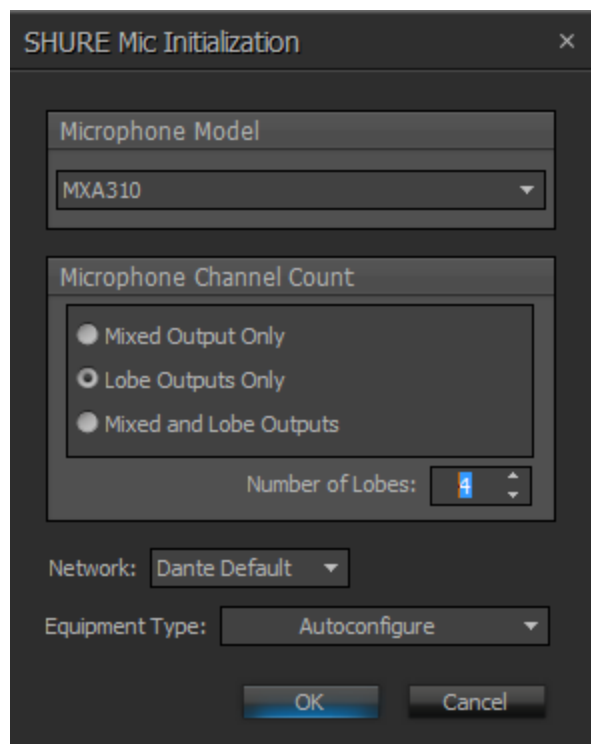 SHURE Mic Initialization
Microphone Model
MXA310
Microphone Channel Count
Mixed Output Only
Lobe Outputs Only
Mixed and Lobe Outputs
Number of Lobes: 4
Network: Dante Default
Equipment Type: Autoconfigure
OK Cancel